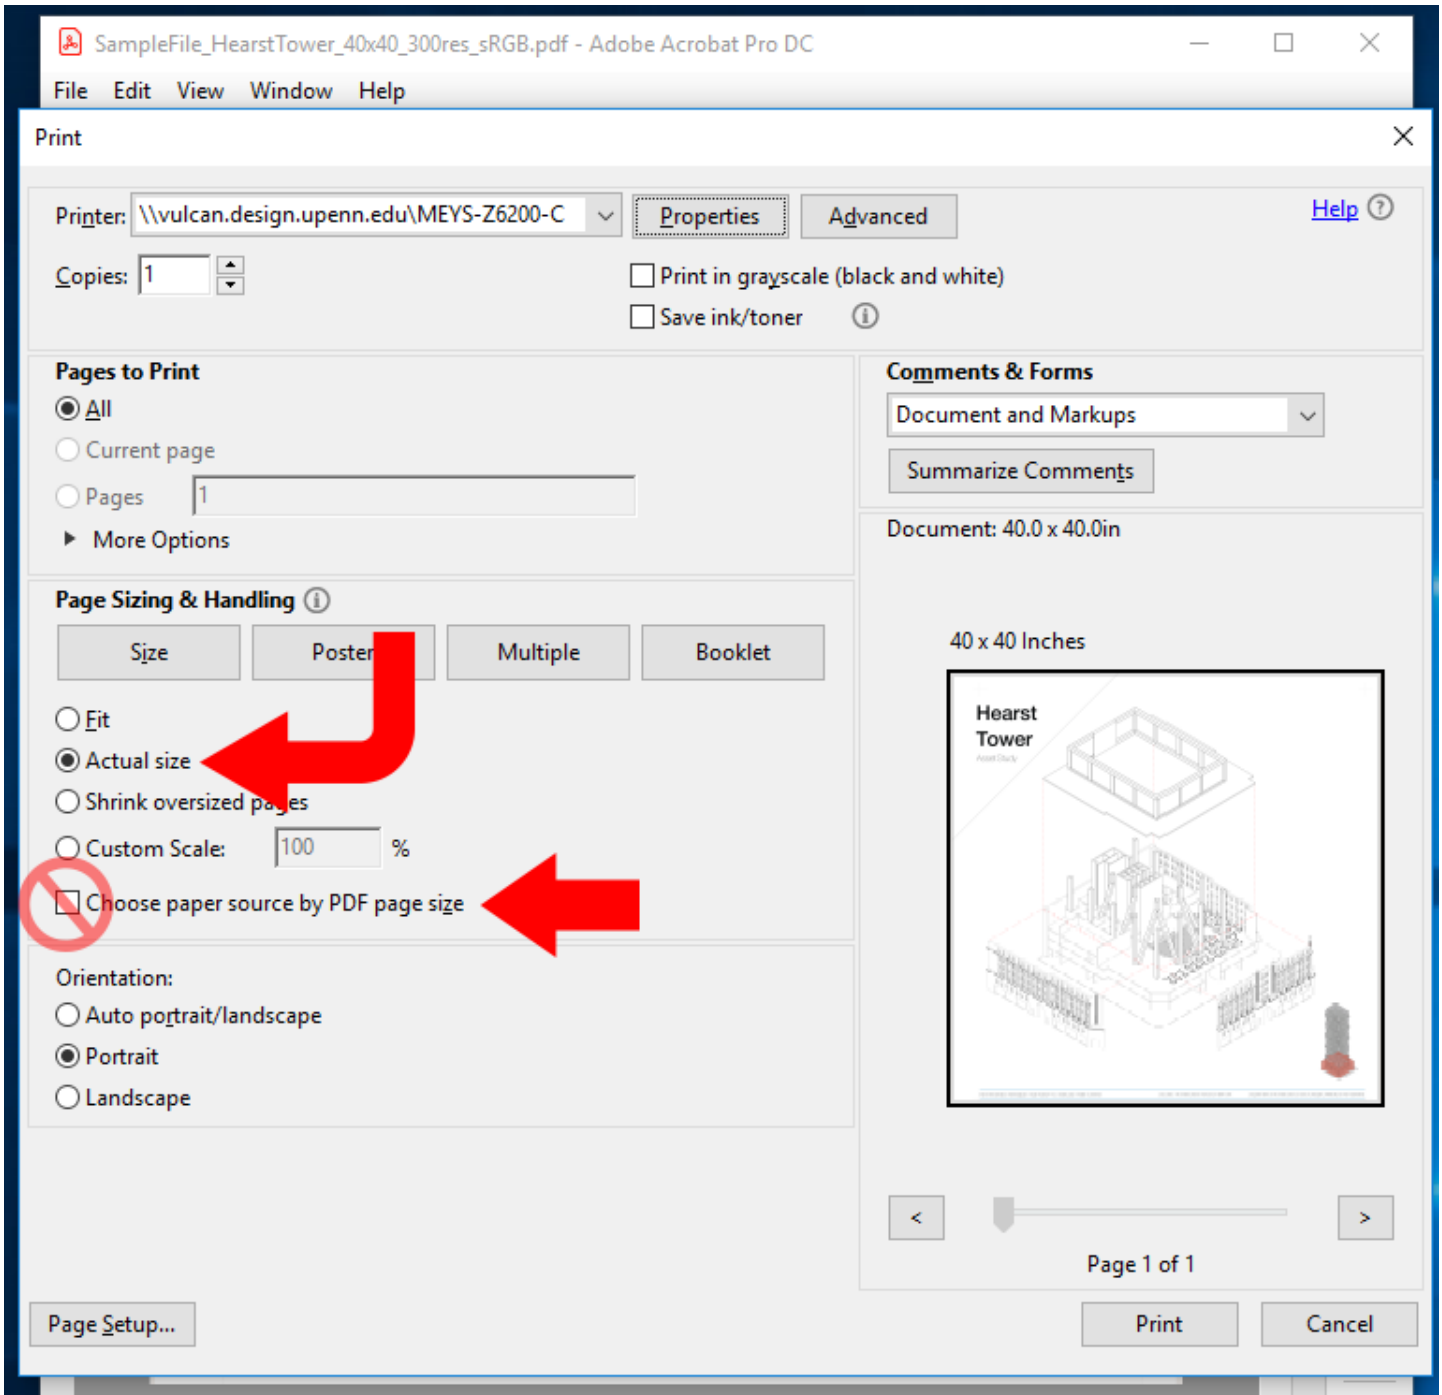 SampleFile_HearstTower_40x40_300res_sRGB.pdf - Adobe Acrobat Pro DC
File Edit View Window Help
Print
Printer: \\vulcan.design.upenn.edu\MEYS-Z6200-C Properties Advanced Help
Copies: 1
Print in grayscale (black and white)
Save ink/toner
Pages to Print
All
Current page
Pages 1
More Options
Comments & Forms
Document and Markups
Summarize Comments
Page Sizing & Handling
Size Poster Multiple Booklet
Fit
Actual size
Shrink oversized pages
Custom Scale: 100 %
Choose paper source by PDF page size
Orientation:
Auto portrait/landscape
Portrait
Landscape
Document: 40.0 x 40.0in
40 x 40 Inches
Hearst
Tower
< >
Page 1 of 1
Page Setup... Print Cancel